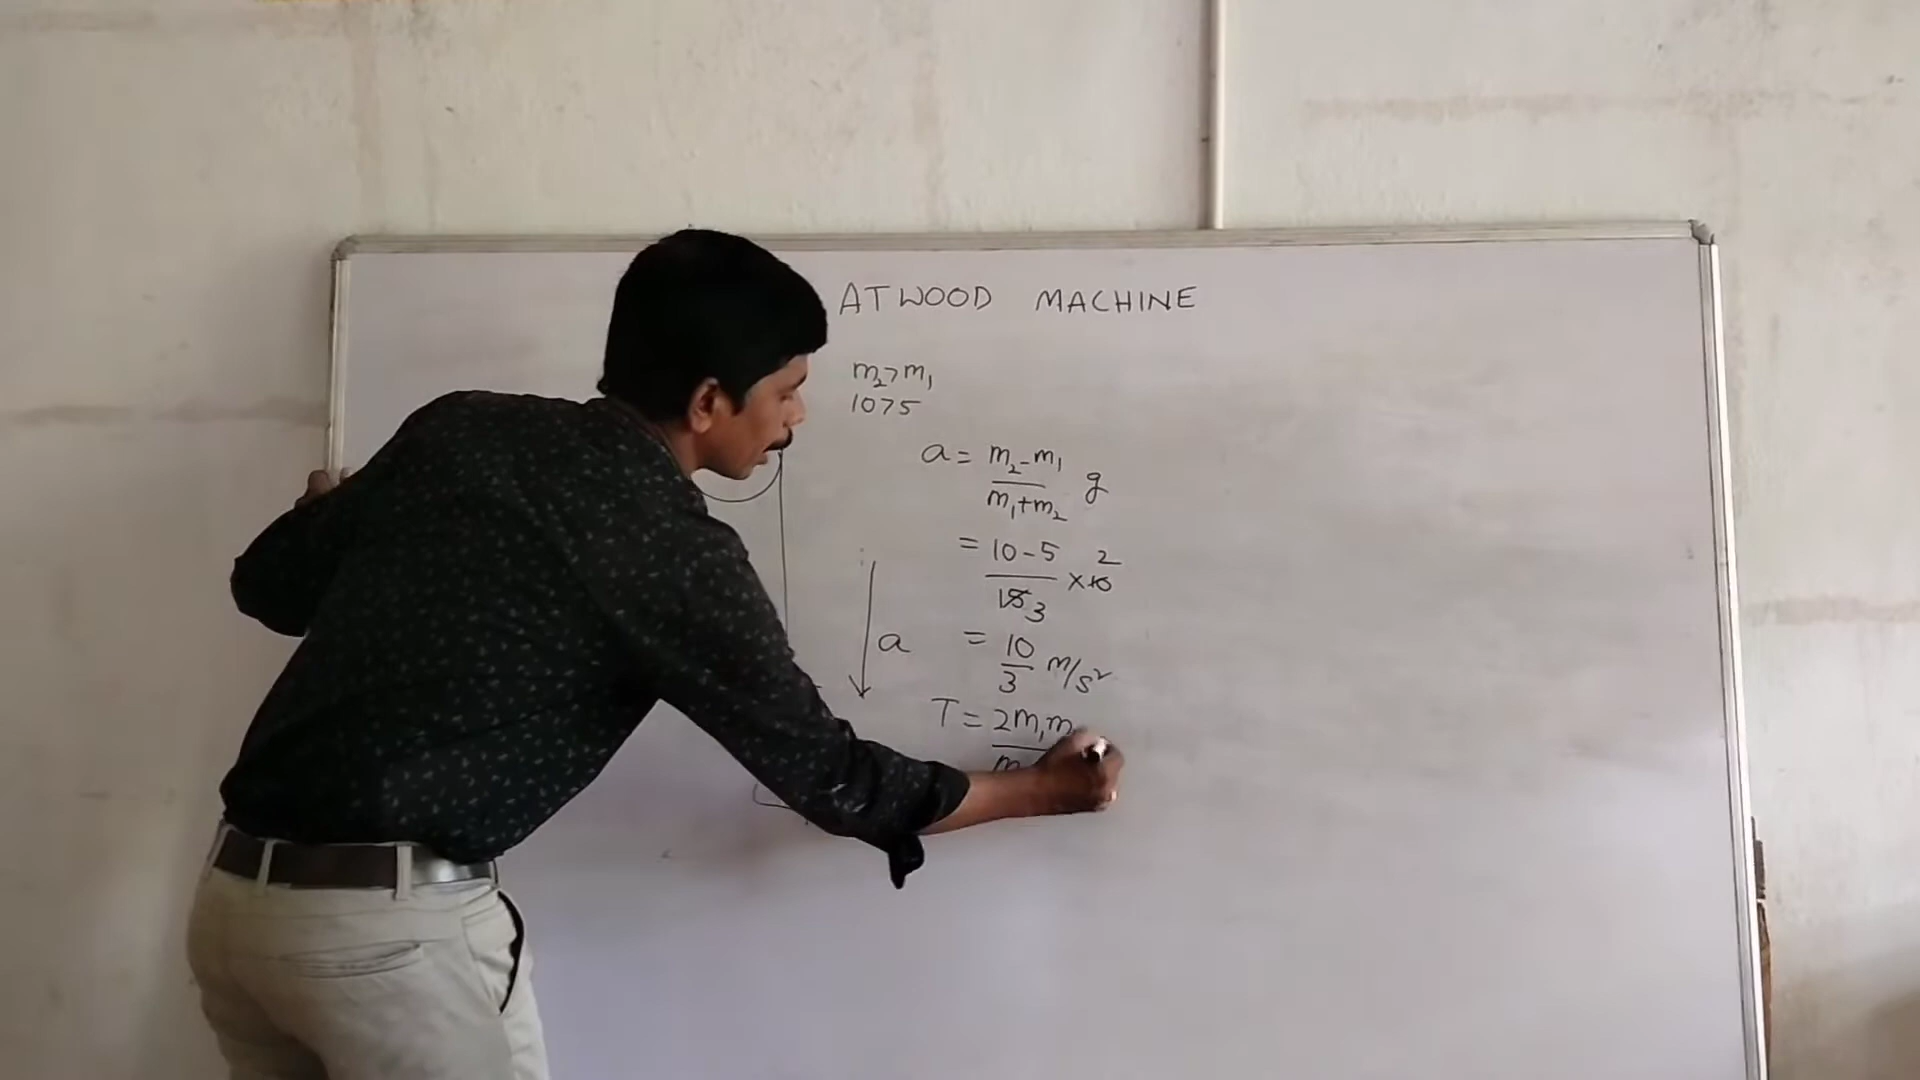 ATWOOD MACHINE
m₂>m₁
10>5
a = m₂-m₁ / m₁+m₂ g
= 10-5 / 15 3 x 10 2
a
= 10/3 m/s²
T = 2m₁m
m